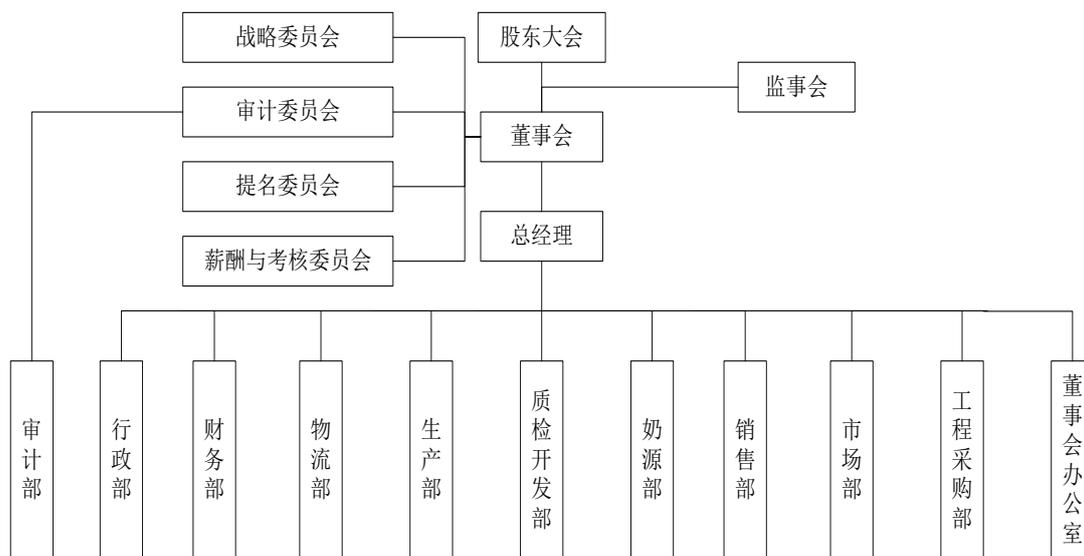 战略委员会
股东大会
监事会
审计委员会
董事会
提名委员会
总经理
薪酬与考核委员会
审计部
行政部
财务部
物流部
生产部
质检开发部
奶源部
销售部
市场部
工程采购部
董事会办公室